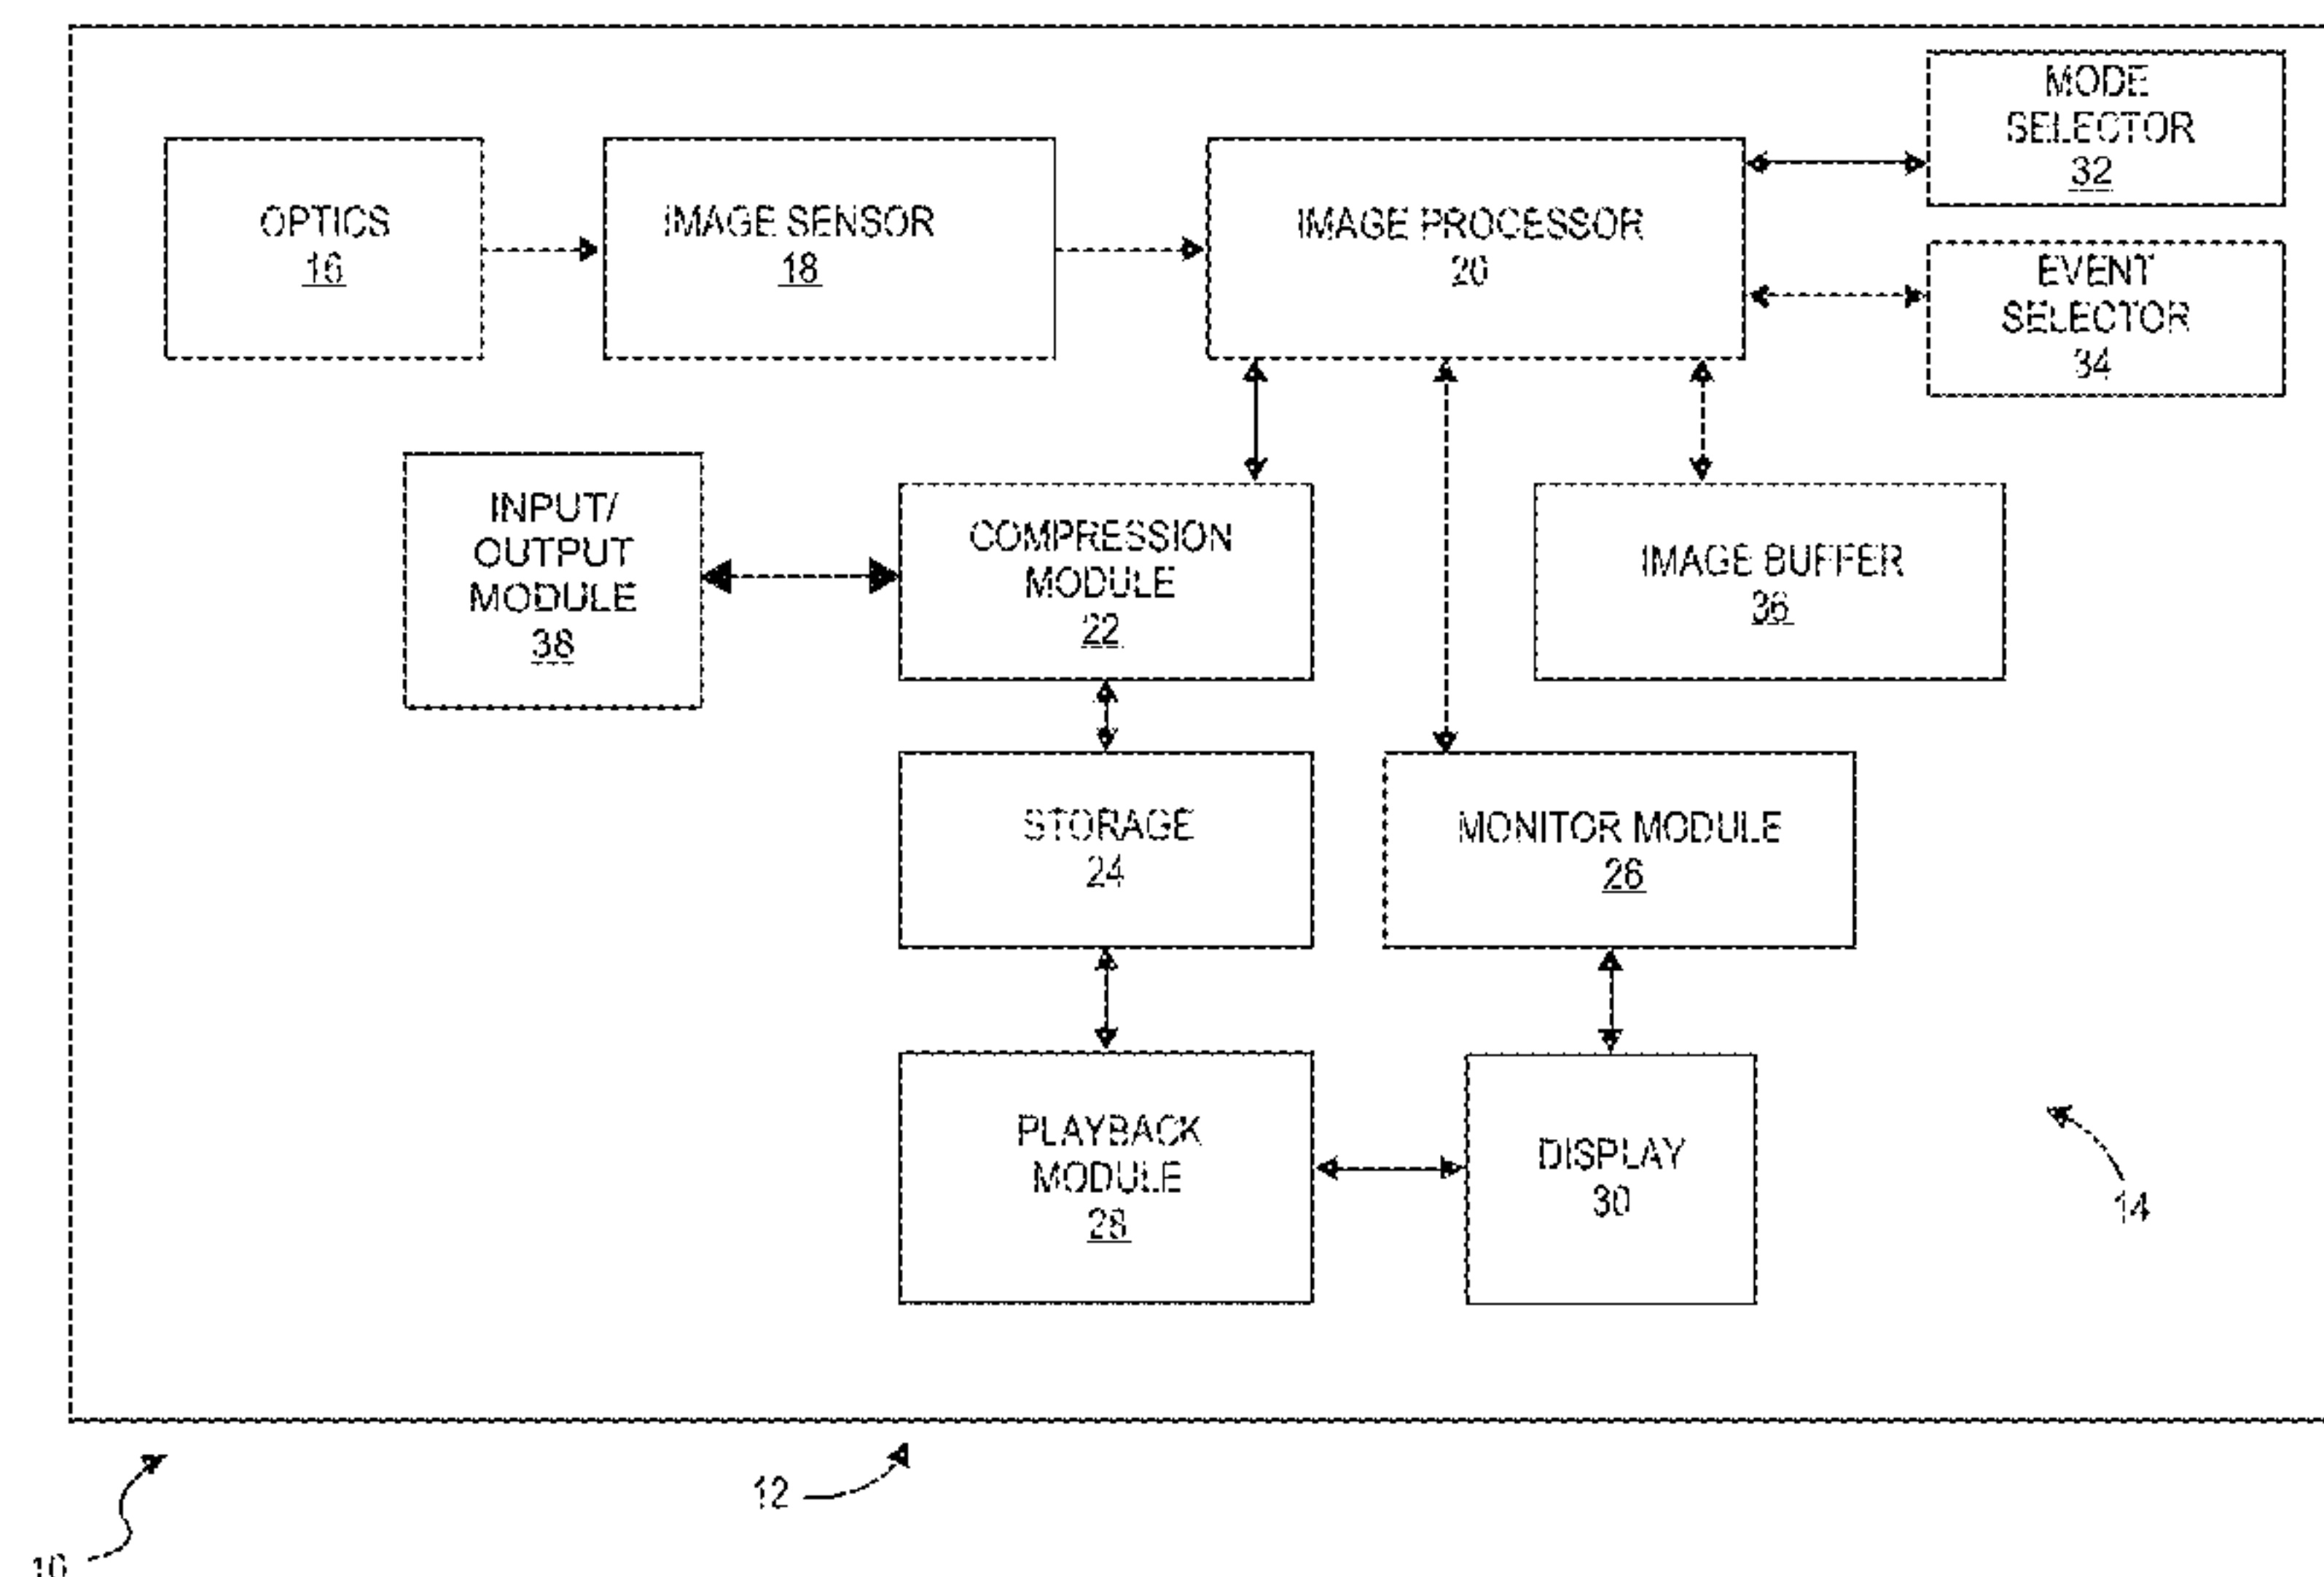 MODE
SELECTOR
32
OPTICS
16
IMAGE SENSOR
18
IMAGE PROCESSOR
20
EVENT
SELECTOR
34
INPUT/
OUTPUT
MODULE
38
COMPRESSION
MODULE
22
IMAGE BUFFER
36
STORAGE
24
MONITOR MODULE
26
PLAYBACK
MODULE
28
DISPLAY
30
14
12
10